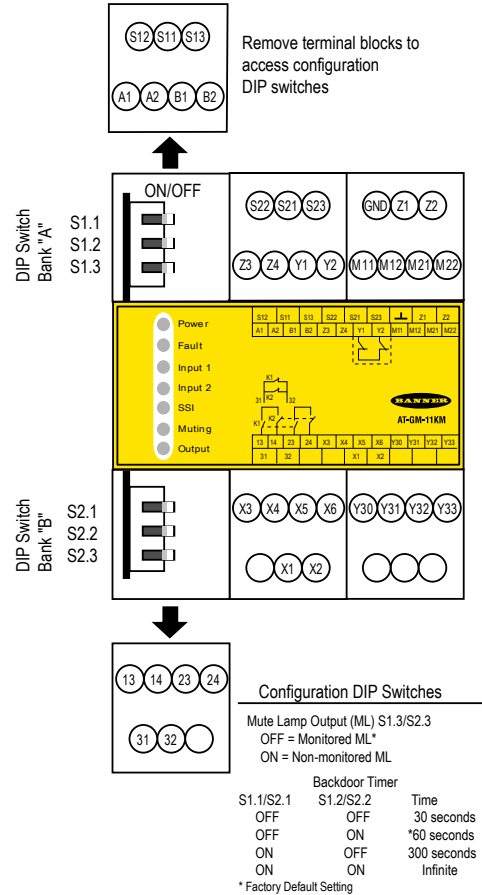 S12 S11 S13
A1 A2 B1 B2
Remove terminal blocks to
access configuration
DIP switches
ON/OFF
DIP Switch
Bank "A"
S1.1
S1.2
S1.3
S22 S21 S23
GND Z1 Z2
Z3 Z4 Y1 Y2
M11 M12 M21 M22
Power
Fault
Input 1
Input 2
SSI
Muting
Output
S12 S11 S13 S22 S21 S23 Z1 Z2
A1 A2 B1 B2 Z3 Z4 Y1 Y2 M11 M12 M21 M22
K1
K2
31 32
K1 K2
BANNER
AT-GM-11KM
13 14 23 24 X3 X4 X5 X6 Y30 Y31 Y32 Y33
31 32 X1 X2
DIP Switch
Bank "B"
S2.1
S2.2
S2.3
X3 X4 X5 X6
Y30 Y31 Y32 Y33
X1 X2
13 14 23 24
31 32
Configuration DIP Switches
Mute Lamp Output (ML) S1.3/S2.3
OFF = Monitored ML*
ON = Non-monitored ML
Backdoor Timer
S1.1/S2.1 S1.2/S2.2 Time
OFF OFF 30 seconds
OFF ON *60 seconds
ON OFF 300 seconds
ON ON Infinite
* Factory Default Setting